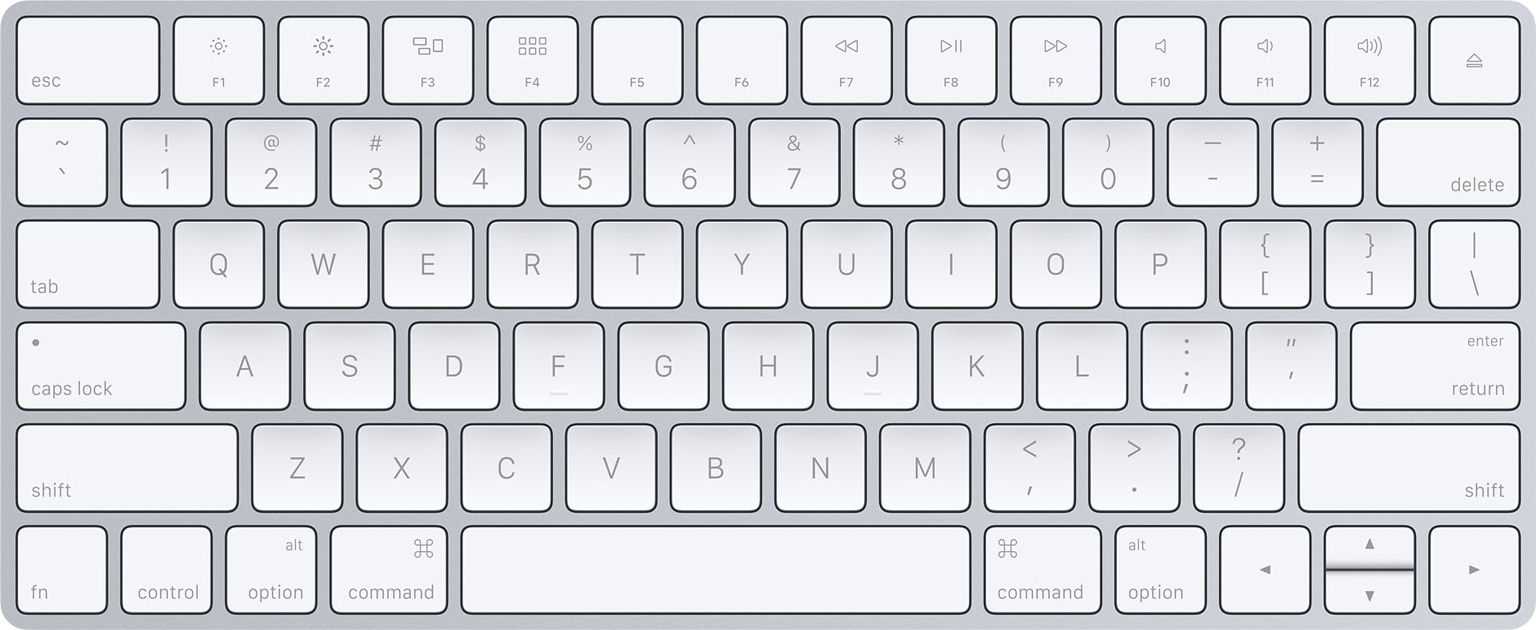 esc F1 F2 F3 F4 F5 F6 F7 F8 F9 F10 F11 F12
~ ! @ # $ % ^ & * ( ) — +
` 1 2 3 4 5 6 7 8 9 0 - = delete
tab Q W E R T Y U I O P { [ } ] | \
caps lock A S D F G H J K L : ; " ' enter return
shift Z X C V B N M < , > . ? / shift
fn control alt option ⌘ command ⌘ command alt option ◀ ▲ ▼ ▶